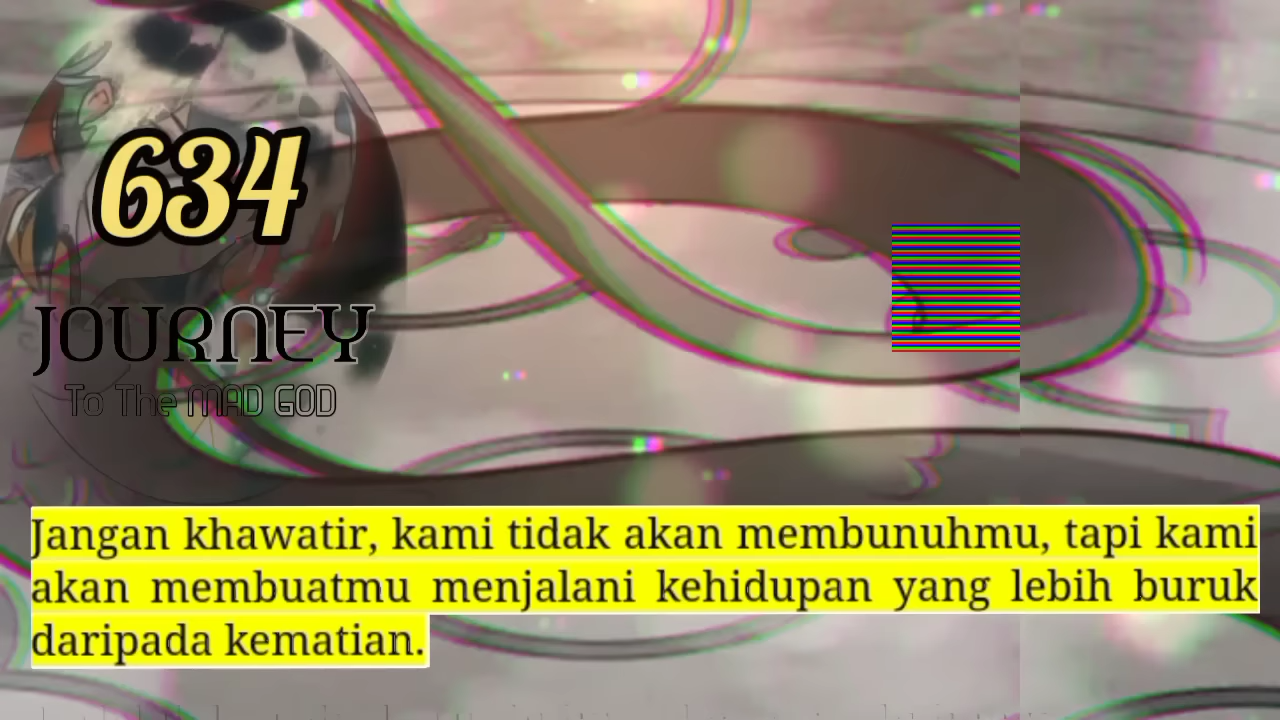 634
JOURNEY
To The MAD GOD
Jangan khawatir, kami tidak akan membunuhmu, tapi kami
akan membuatmu menjalani kehidupan yang lebih buruk
daripada kematian.